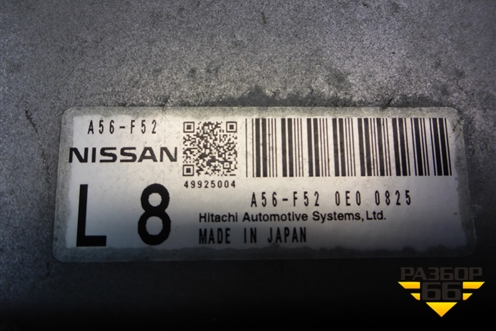 A56-F52
NISSAN
49925004
A56-F52 0E0 0825
L 8
Hitachi Automotive Systems,Ltd.
MADE IN JAPAN
РАЗБОР
66